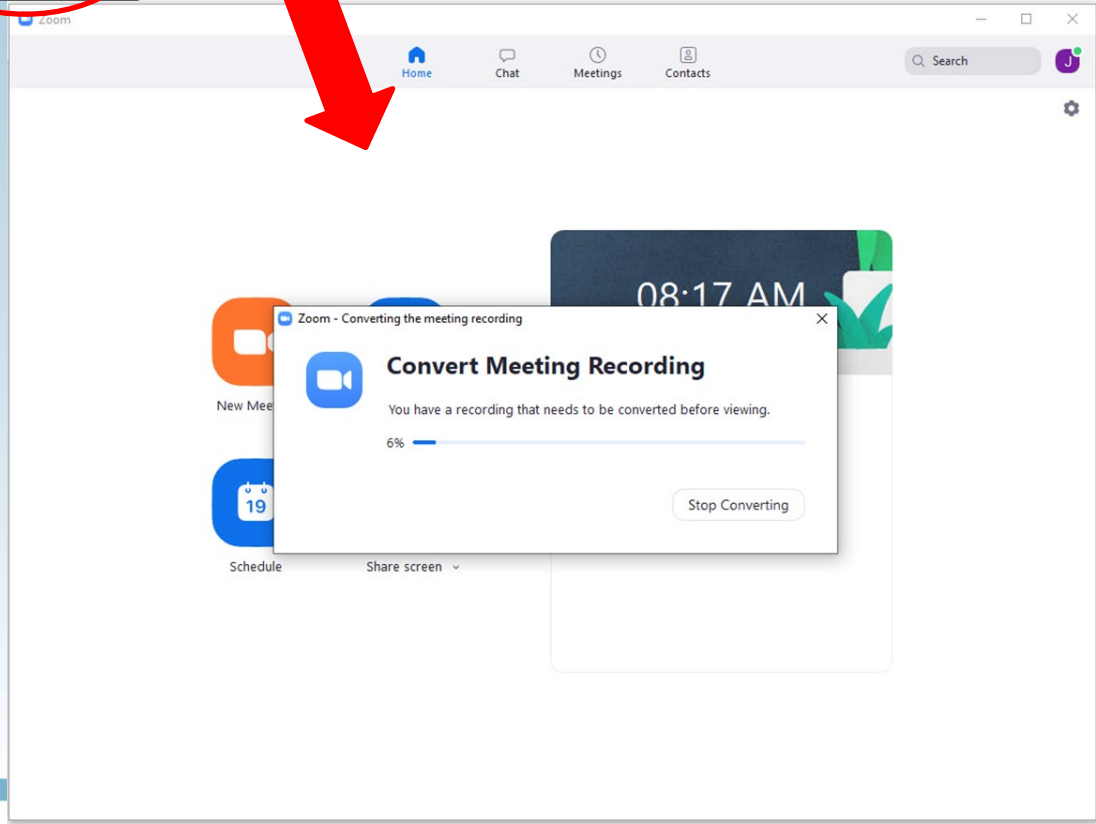 Zoom
Home
Chat
Meetings
Contacts
Search
J
08:17 AM
Zoom - Converting the meeting recording
Convert Meeting Recording
You have a recording that needs to be converted before viewing.
6%
Stop Converting
New Mee
19
Schedule
Share screen